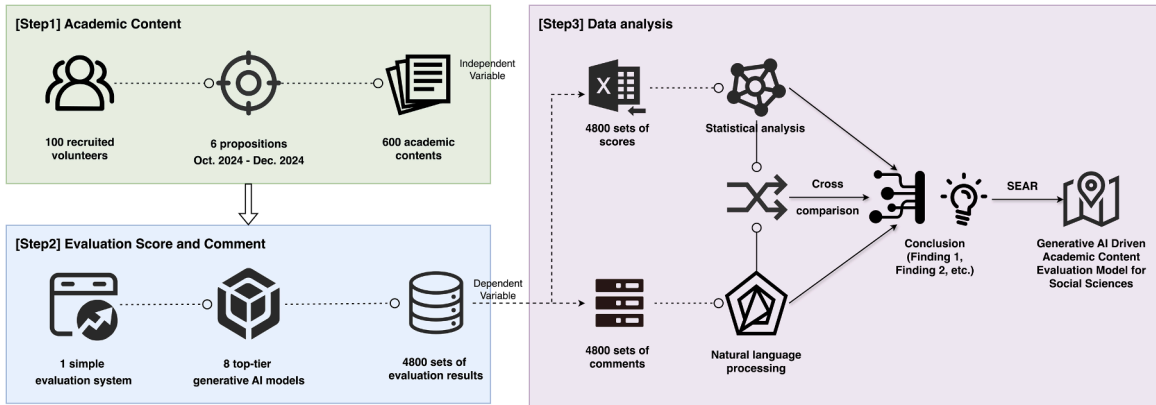 [Step1] Academic Content
Independent
Variable
100 recruited
volunteers
6 propositions
Oct. 2024 - Dec. 2024
600 academic
contents
[Step2] Evaluation Score and Comment
Dependent
Variable
1 simple
evaluation system
8 top-tier
generative AI models
4800 sets of
evaluation results
[Step3] Data analysis
X
4800 sets of
scores
Statistical analysis
Cross
comparison
SEAR
Conclusion
(Finding 1,
Finding 2, etc.)
Generative AI Driven
Academic Content
Evaluation Model for
Social Sciences
4800 sets of
comments
Natural language
processing